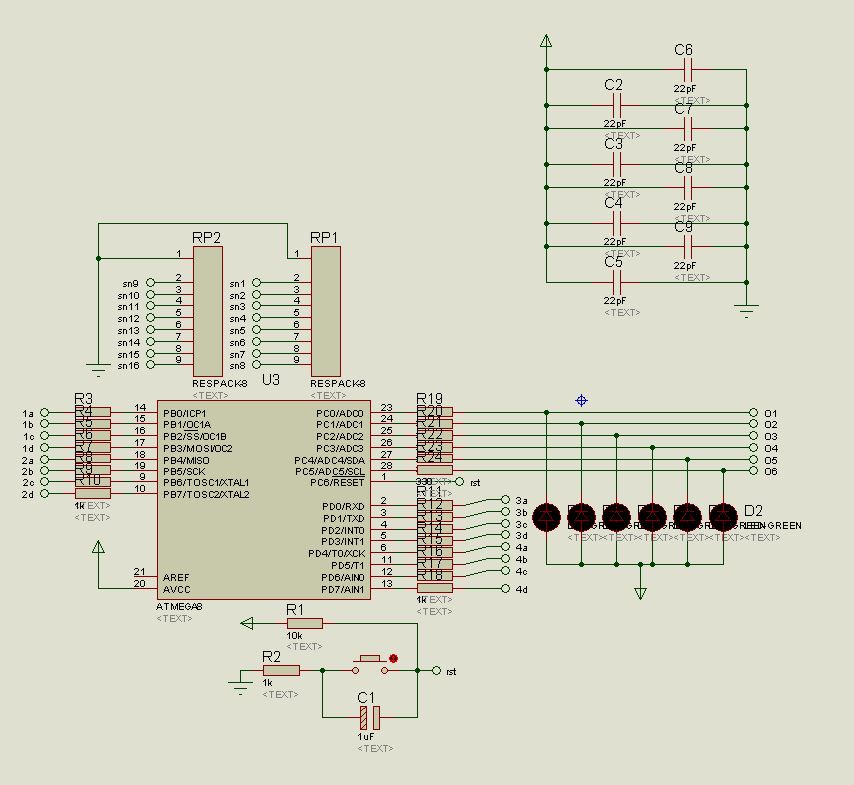 C6
22pF
<TEXT>
C2
22pF
<TEXT>
C7
22pF
<TEXT>
C3
22pF
<TEXT>
C8
22pF
<TEXT>
C4
22pF
<TEXT>
C9
22pF
<TEXT>
C5
22pF
<TEXT>
RP2
1
2
3
4
5
6
7
8
9
sn9
sn10
sn11
sn12
sn13
sn14
sn15
sn16
RESPACK-8
<TEXT>
RP1
1
2
3
4
5
6
7
8
9
sn1
sn2
sn3
sn4
sn5
sn6
sn7
sn8
RESPACK-8
<TEXT>
U3
R3
R4
R5
R6
R7
R8
R9
R10
1a
1b
1c
1d
2a
2b
2c
2d
1k
<TEXT>
<TEXT>
14 PB0/ICP1
15 PB1/OC1A
16 PB2/SS/OC1B
17 PB3/MOSI/OC2
18 PB4/MISO
19 PB5/SCK
9 PB6/TOSC1/XTAL1
10 PB7/TOSC2/XTAL2
21 AREF
20 AVCC
PC0/ADC0 23
PC1/ADC1 24
PC2/ADC2 25
PC3/ADC3 26
PC4/ADC4/SDA 27
PC5/ADC5/SCL 28
PC6/RESET 1
PD0/RXD 2
PD1/TXD 3
PD2/INT0 4
PD3/INT1 5
PD4/T0/XCK 6
PD5/T1 11
PD6/AIN0 12
PD7/AIN1 13
ATMEGA8
<TEXT>
R19
R20
R21
R22
R23
R24
330
rst
O1
O2
O3
O4
O5
O6
R11
R12
R13
R14
R15
R16
R17
R18
1k
<TEXT>
<TEXT>
3a
3b
3c
3d
4a
4b
4c
4d
D2
<TEXT>
<TEXT>
<TEXT>
<TEXT>
<TEXT>
<TEXT>
R1
10k
<TEXT>
R2
1k
<TEXT>
rst
C1
1uF
<TEXT>